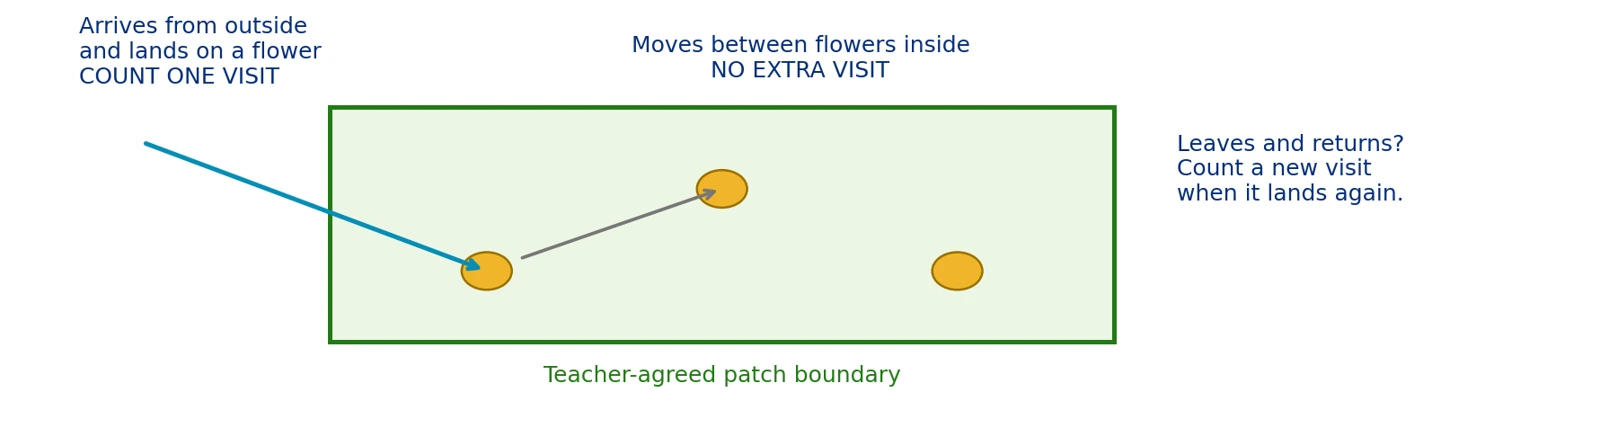 Arrives from outside
and lands on a flower
COUNT ONE VISIT
Moves between flowers inside
NO EXTRA VISIT
Leaves and returns?
Count a new visit
when it lands again.
Teacher-agreed patch boundary